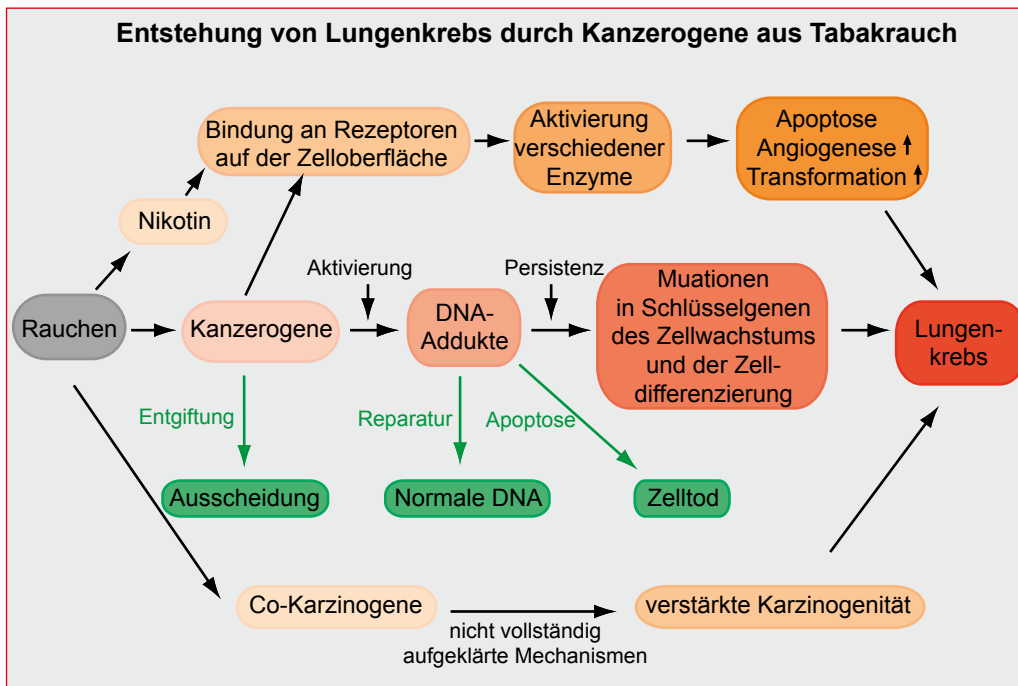 Entstehung von Lungenkrebs durch Kanzerogene aus Tabakrauch
Bindung an Rezeptoren
auf der Zelloberfläche
Aktivierung
verschiedener
Enzyme
Apoptose
Angiogenese ↑
Transformation ↑
Nikotin
Rauchen
Kanzerogene
Aktivierung
DNA-
Addukte
Persistenz
Muationen
in Schlüsselgenen
des Zellwachstums
und der Zell-
differenzierung
Lungen-
krebs
Entgiftung
Reparatur
Apoptose
Ausscheidung
Normale DNA
Zelltod
Co-Karzinogene
nicht vollständig
aufgeklärte Mechanismen
verstärkte Karzinogenität